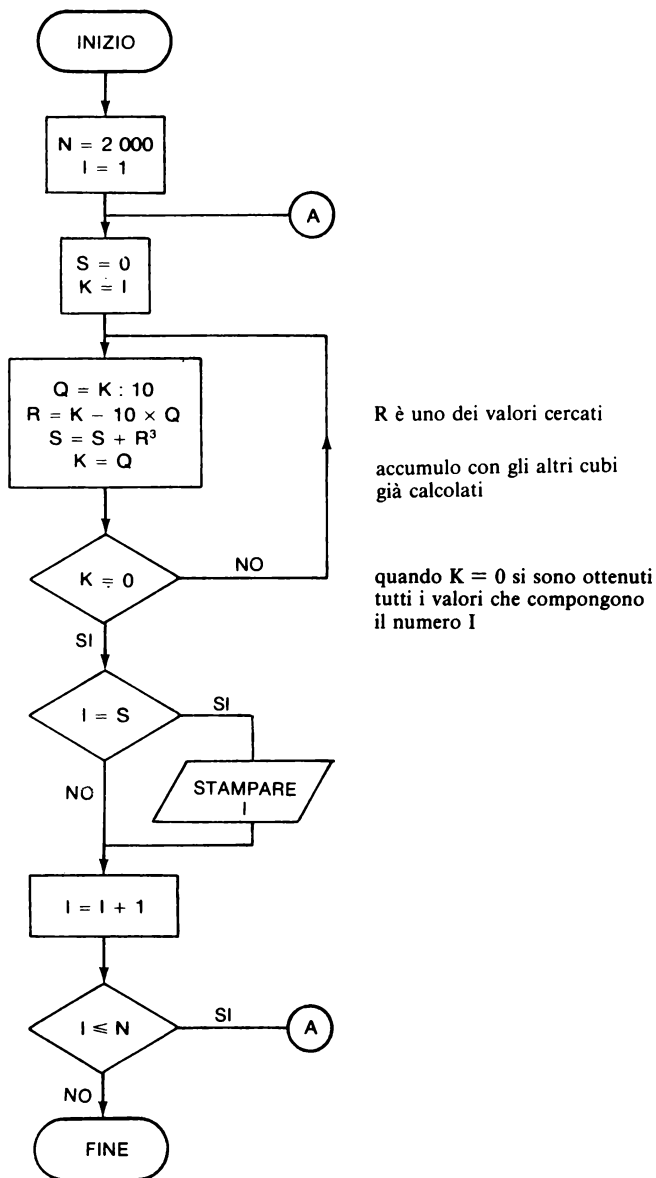 INIZIO
N = 2 000
I = 1
A
S = 0
K = I
Q = K : 10
R = K − 10 × Q
S = S + R³
K = Q
R è uno dei valori cercati
accumulo con gli altri cubi
già calcolati
K = 0
NO
quando K = 0 si sono ottenuti
tutti i valori che compongono
il numero I
SI
I = S
SI
NO
STAMPARE
I
I = I + 1
I ≤ N
SI
A
NO
FINE